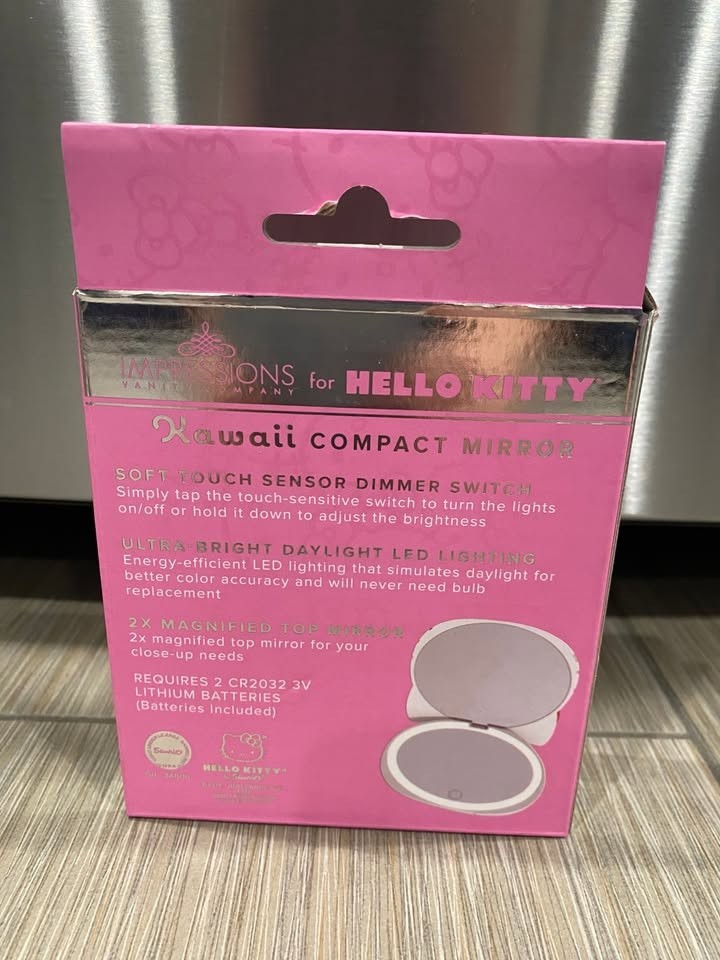 IMPRESSIONS
VANITY COMPANY
for HELLO KITTY
Kawaii COMPACT MIRROR
SOFT TOUCH SENSOR DIMMER SWITCH
Simply tap the touch-sensitive switch to turn the lights
on/off or hold it down to adjust the brightness
ULTRA-BRIGHT DAYLIGHT LED LIGHTING
Energy-efficient LED lighting that simulates daylight for
better color accuracy and will never need bulb
replacement
2X MAGNIFIED TOP MIRROR
2x magnified top mirror for your
close-up needs
REQUIRES 2 CR2032 3V
LITHIUM BATTERIES
(Batteries Included)
Sanrio
HELLO KITTY